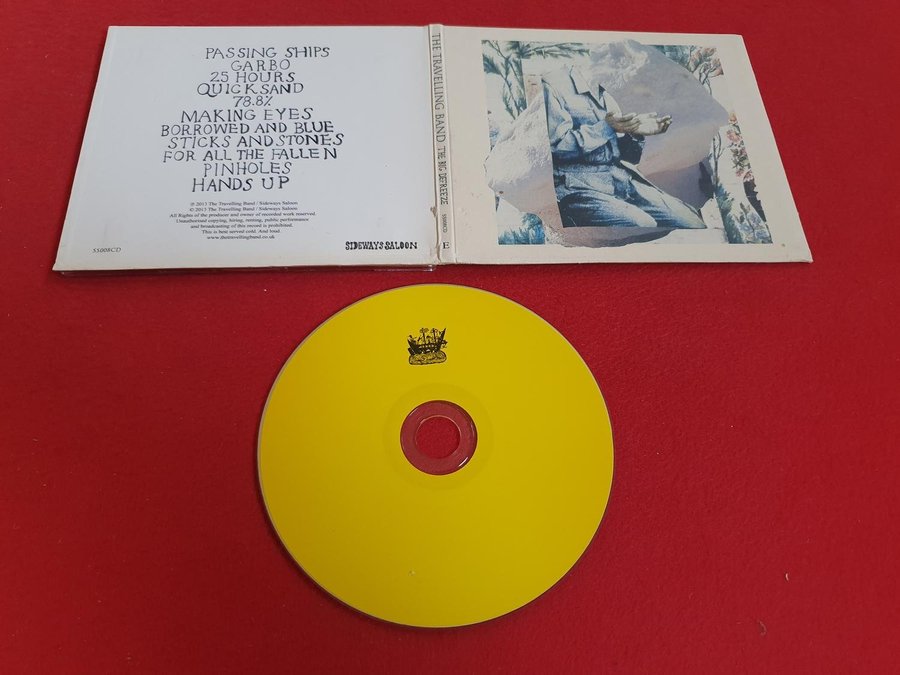 PASSING SHIPS
GARBO
25 HOURS
QUICKSAND
78.8%
MAKING EYES
BORROWED AND BLUE
STICKS AND STONES
FOR ALL THE FALLEN
PINHOLES
HANDS UP
℗ 2013 The Travelling Band / Sideways Saloon
© 2013 The Travelling Band / Sideways Saloon
All Rights of the producer and owner of recorded work reserved.
Unauthorised copying, hiring, renting, public performance
and broadcasting of this record is prohibited.
This is best served cold. And loud.
www.thetravellingband.co.uk
SS008CD
SIDEWAYS SALOON
THE TRAVELLING BAND THE BIG DEFREEZE SS008CD E